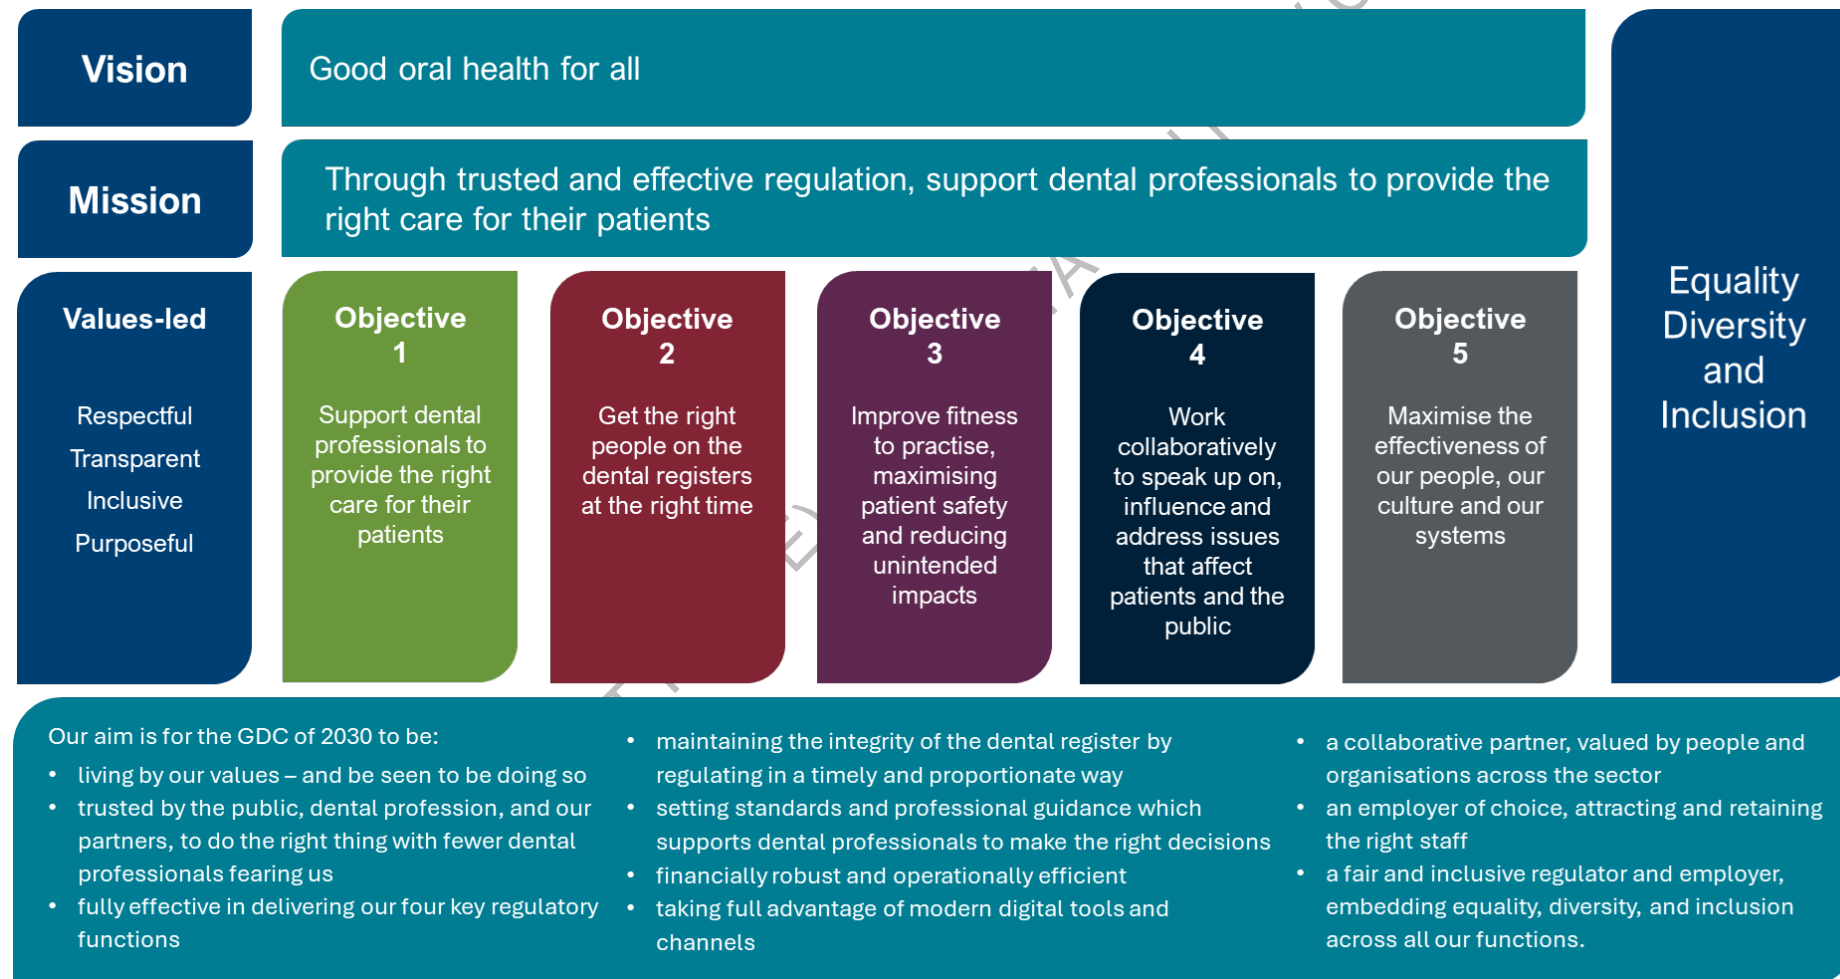 Vision
Good oral health for all
Mission
Through trusted and effective regulation, support dental professionals to provide the
right care for their patients
Values-led
Respectful
Transparent
Inclusive
Purposeful
Objective
1
Support dental
professionals to
provide the right
care for their
patients
Objective
2
Get the right
people on the
dental registers
at the right time
Objective
3
Improve fitness
to practise,
maximising
patient safety
and reducing
unintended
impacts
Objective
4
Work
collaboratively
to speak up on,
influence and
address issues
that affect
patients and the
public
Objective
5
Maximise the
effectiveness of
our people, our
culture and our
systems
Equality
Diversity
and
Inclusion
Our aim is for the GDC of 2030 to be:
• living by our values – and be seen to be doing so
• trusted by the public, dental profession, and our
partners, to do the right thing with fewer dental
professionals fearing us
• fully effective in delivering our four key regulatory
functions
• maintaining the integrity of the dental register by
regulating in a timely and proportionate way
• setting standards and professional guidance which
supports dental professionals to make the right decisions
• financially robust and operationally efficient
• taking full advantage of modern digital tools and
channels
• a collaborative partner, valued by people and
organisations across the sector
• an employer of choice, attracting and retaining
the right staff
• a fair and inclusive regulator and employer,
embedding equality, diversity, and inclusion
across all our functions.